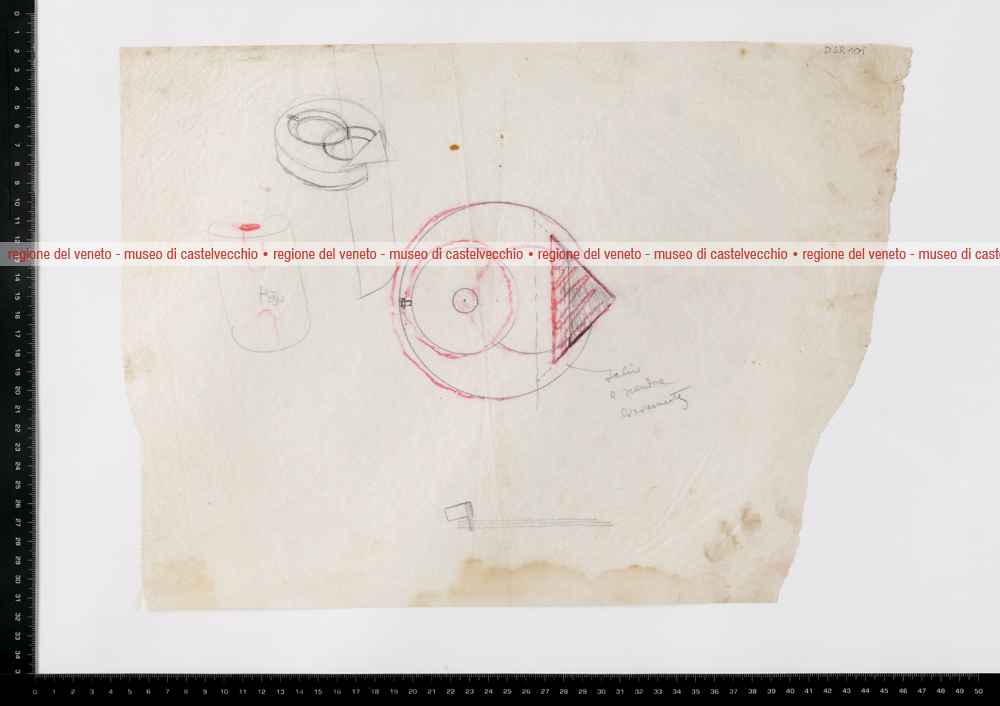 DSR 101
regione del veneto - museo di castelvecchio • regione del veneto - museo di castelvecchio • regione del veneto - museo di castelvecchio • regione del veneto - museo di cast
salire
e scendere
0 1 2 3 4 5 6 7 8 9 10 11 12 13 14 15 16 17 18 19 20 21 22 23 24 25 26 27 28 29 30 31 32 33 34 3
0 1 2 3 4 5 6 7 8 9 10 11 12 13 14 15 16 17 18 19 20 21 22 23 24 25 26 27 28 29 30 31 32 33 34 35 36 37 38 39 40 41 42 43 44 45 46 47 48 49 50